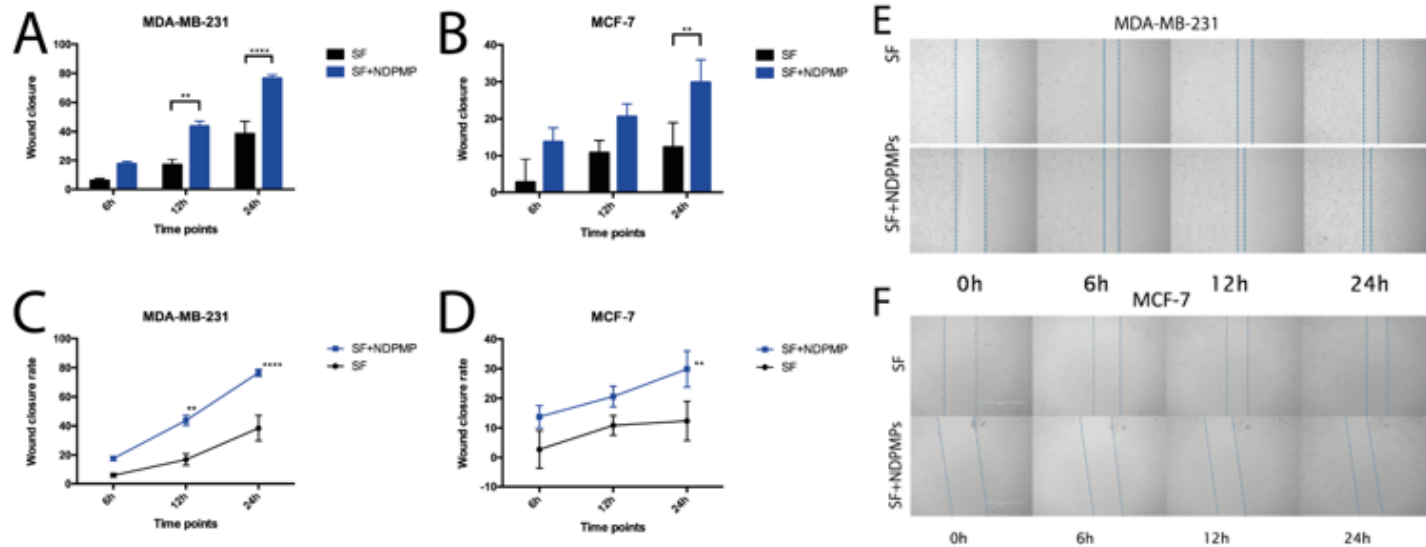 A
MDA-MB-231
Wound closure
100
80
60
40
20
0
6h
12h
24h
Time points
**
****
SF
SF+NDPMP
B
MCF-7
Wound closure
40
30
20
10
0
6h
12h
24h
Time points
**
SF
SF+NDPMP
C
MDA-MB-231
Wound closure rate
100
80
60
40
20
0
6h
12h
24h
Time points
**
****
SF+NDPMP
SF
D
MCF-7
Wound closure rate
40
30
20
10
0
-10
6h
12h
24h
Time points
**
SF+NDPMP
SF
E
MDA-MB-231
SF
SF+NDPMPs
0h
6h
12h
24h
F
MCF-7
SF
SF+NDPMPs
0h
6h
12h
24h